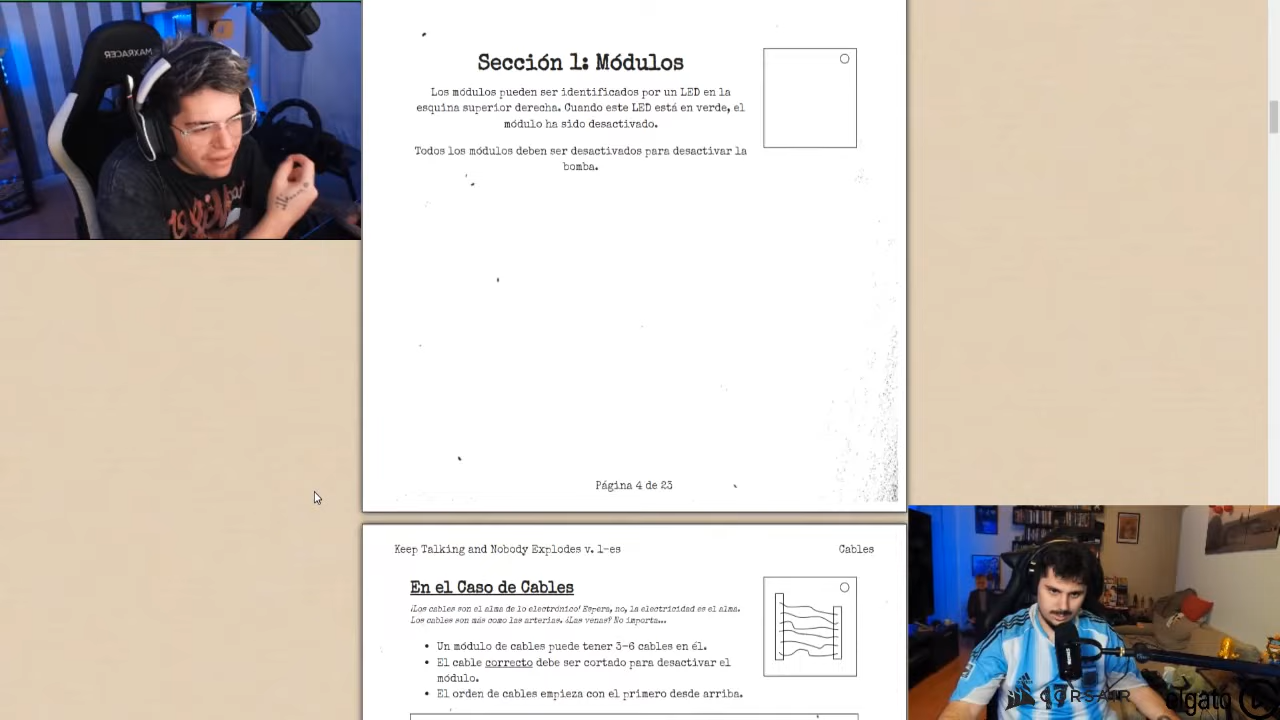 MAXRACER
Sección 1: Módulos
Los módulos pueden ser identificados por un LED en la
esquina superior derecha. Cuando este LED está en verde, el
módulo ha sido desactivado.
Todos los módulos deben ser desactivados para desactivar la
bomba.
Página 4 de 23
Keep Talking and Nobody Explodes v. 1-es
Cables
En el Caso de Cables
¡Los cables son el alma de lo electrónico! Espera, no, la electricidad es el alma.
Los cables son más como las arterias. ¿Las venas? No importa...
• Un módulo de cables puede tener 3-6 cables en él.
• El cable correcto debe ser cortado para desactivar el
módulo.
• El orden de cables empieza con el primero desde arriba.
CORSAIR
elgato